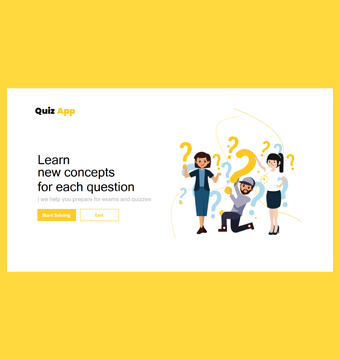 Quiz App
Learn
new concepts
for each question
| we help you prepare for exams and quizzes
Start Solving
Exit